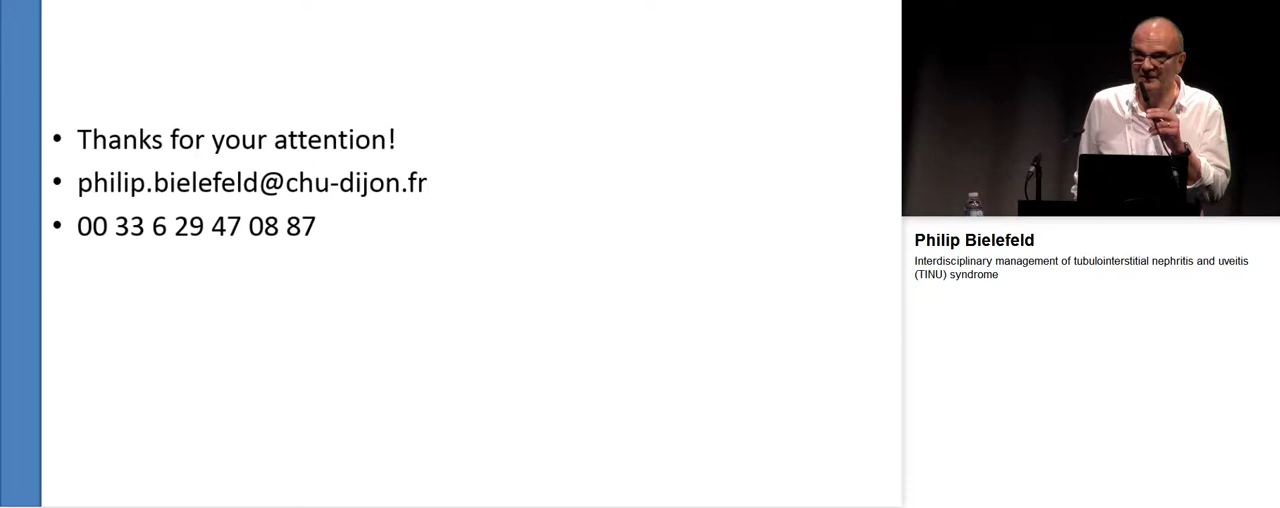 Thanks for your attention!
philip.bielefeld@chu-dijon.fr
00 33 6 29 47 08 87
Philip Bielefeld
Interdisciplinary management of tubulointerstitial nephritis and uveitis
(TINU) syndrome